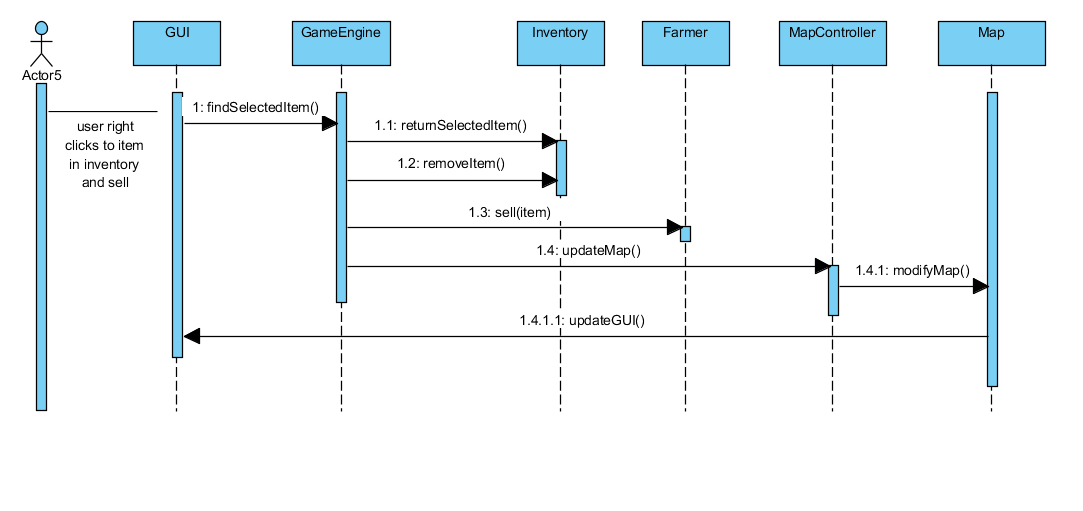 GUI
GameEngine
Inventory
Farmer
MapController
Map
Actor5
1: findSelectedItem()
user right
clicks to item
in inventory
and sell
1.1: returnSelectedItem()
1.2: removeItem()
1.3: sell(item)
1.4: updateMap()
1.4.1: modifyMap()
1.4.1.1: updateGUI()